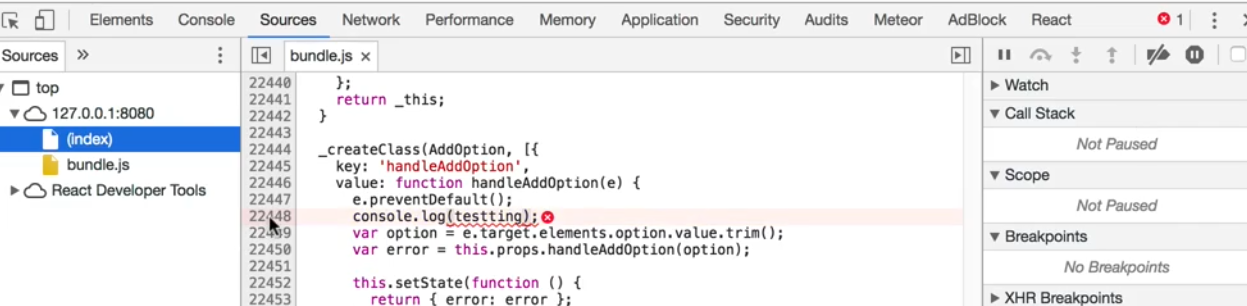 Elements Console Sources Network Performance Memory Application Security Audits Meteor AdBlock React 1
Sources » bundle.js ×
top
127.0.0.1:8080
(index)
bundle.js
React Developer Tools
22440 };
22441 return _this;
22442 }
22443
22444 _createClass(AddOption, [{
22445 key: 'handleAddOption',
22446 value: function handleAddOption(e) {
22447 e.preventDefault();
22448 console.log(testting);
22449 var option = e.target.elements.option.value.trim();
22450 var error = this.props.handleAddOption(option);
22451
22452 this.setState(function () {
22453 return { error: error };
Watch
Call Stack
Not Paused
Scope
Not Paused
Breakpoints
No Breakpoints
XHR Breakpoints